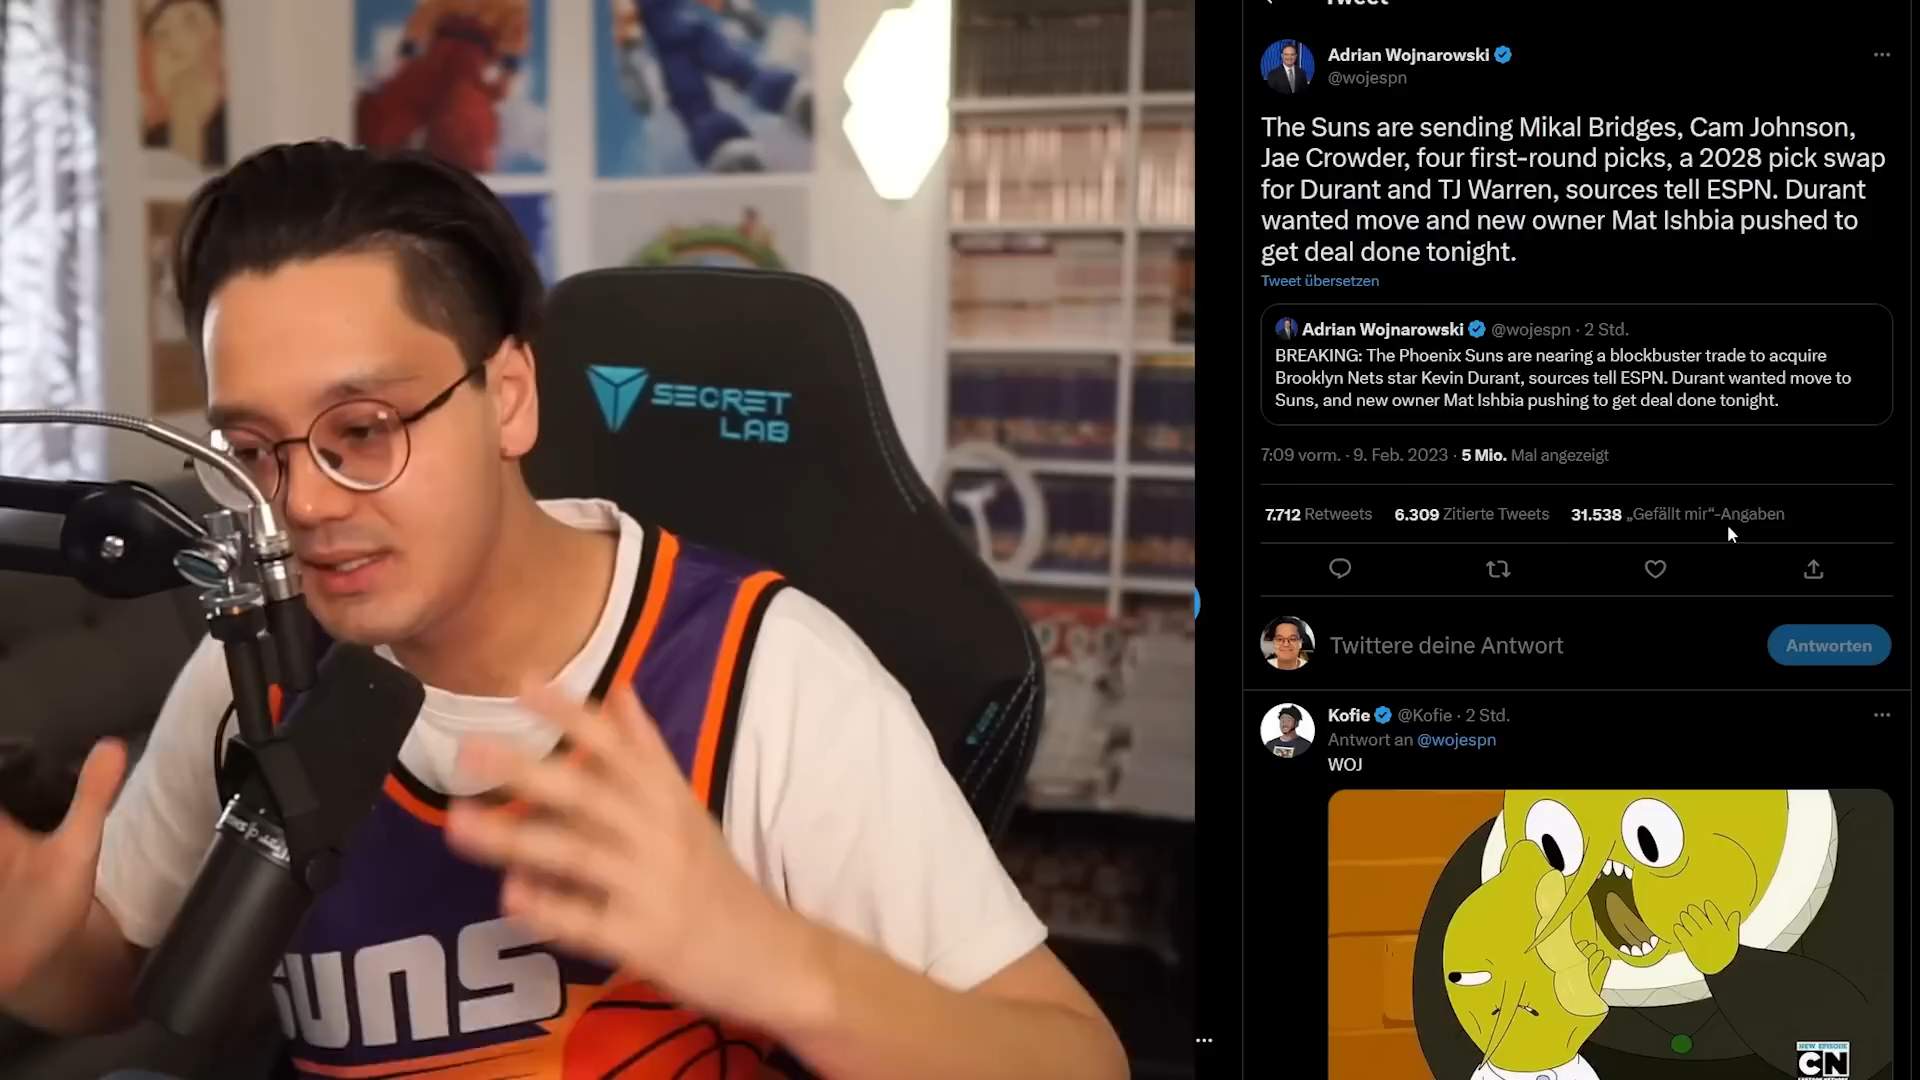 SECRET
LAB
SUNS
Tweet
Adrian Wojnarowski
@wojespn
The Suns are sending Mikal Bridges, Cam Johnson,
Jae Crowder, four first-round picks, a 2028 pick swap
for Durant and TJ Warren, sources tell ESPN. Durant
wanted move and new owner Mat Ishbia pushed to
get deal done tonight.
Tweet übersetzen
Adrian Wojnarowski @wojespn · 2 Std.
BREAKING: The Phoenix Suns are nearing a blockbuster trade to acquire
Brooklyn Nets star Kevin Durant, sources tell ESPN. Durant wanted move to
Suns, and new owner Mat Ishbia pushing to get deal done tonight.
7:09 vorm. · 9. Feb. 2023 · 5 Mio. Mal angezeigt
7.712 Retweets 6.309 Zitierte Tweets 31.538 „Gefällt mir“-Angaben
Twittere deine Antwort
Antworten
Kofie @Kofie · 2 Std.
Antwort an @wojespn
WOJ
NEW EPISODE
CN